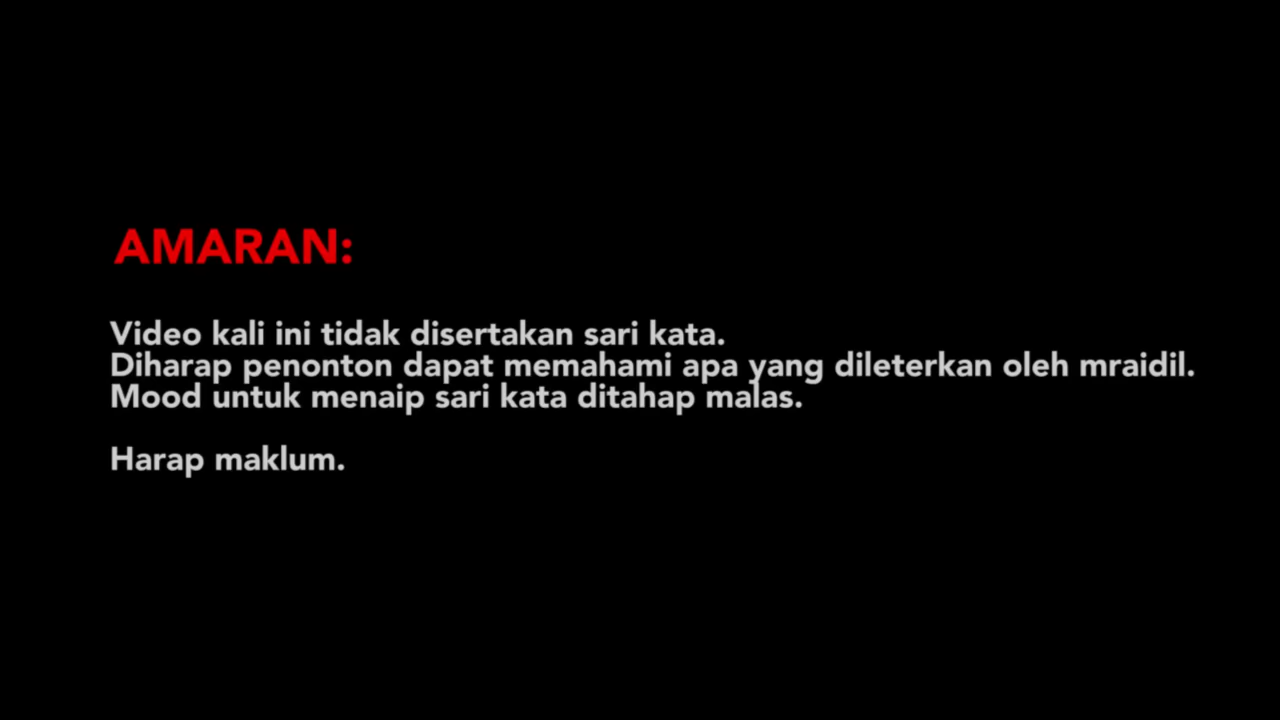 AMARAN:
Video kali ini tidak disertakan sari kata.
Diharap penonton dapat memahami apa yang dileterkan oleh mraidil.
Mood untuk menaip sari kata ditahap malas.
Harap maklum.